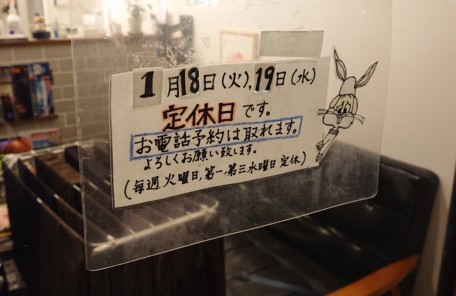 1月18日(火),19日(水)
定休日です。
お電話予約は取れます。
よろしくお願い致します。
(毎週火曜日,第一、第三水曜日定休)